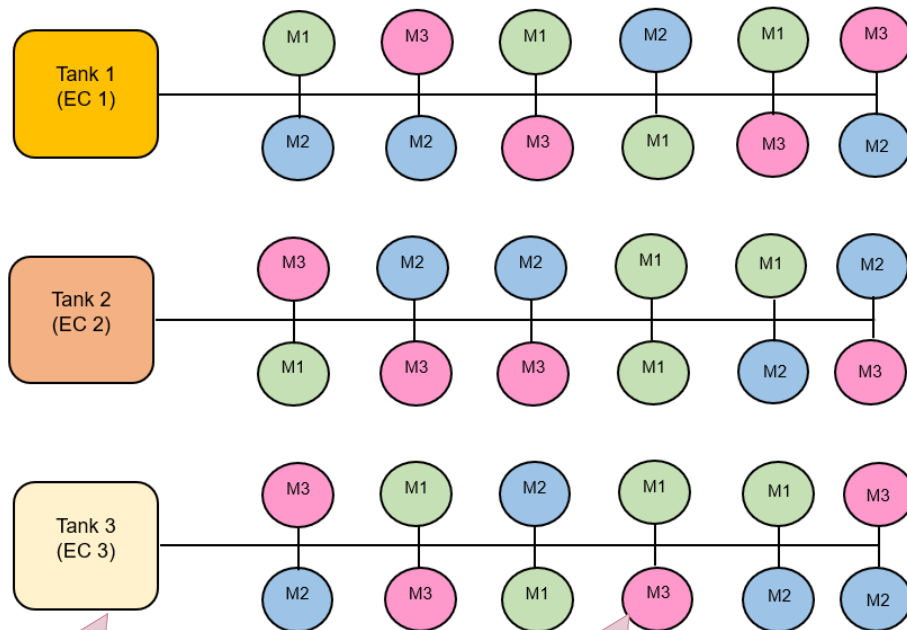 M1 M3 M1 M2 M1 M3
Tank 1
(EC 1)
M2 M2 M3 M1 M3 M2
M3 M2 M2 M1 M1 M2
Tank 2
(EC 2)
M1 M3 M3 M1 M2 M3
M3 M1 M2 M1 M1 M3
Tank 3
(EC 3)
M2 M3 M1 M3 M2 M2